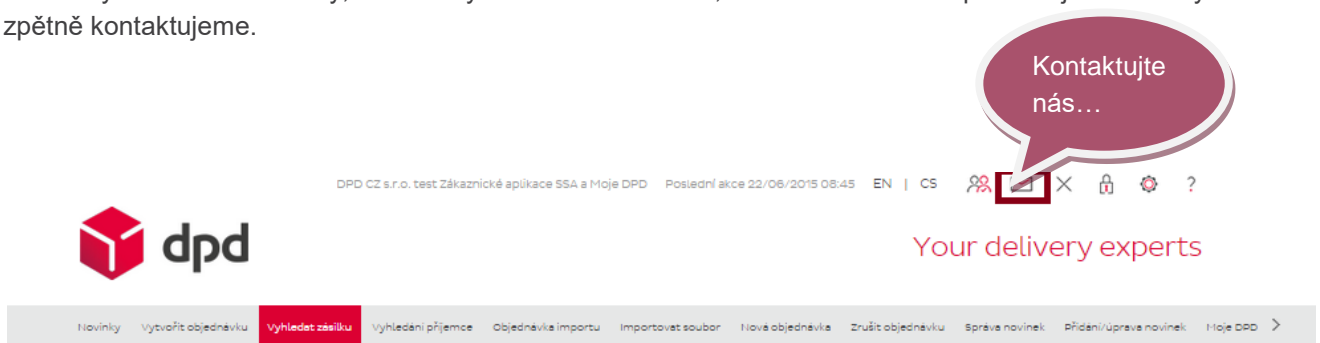 zpětně kontaktujeme.
Kontaktujte
nás…
DPD CZ s.r.o. test Zákaznické aplikace SSA a Moje DPD Poslední akce 22/06/2015 08:45 EN | CS ?
dpd
Your delivery experts
Novinky Vytvořit objednávku Vyhledat zásilku Vyhledání příjemce Objednávka importu Importovat soubor Nová objednávka Zrušit objednávku Správa novinek Přidání/úprava novinek Moje DPD >